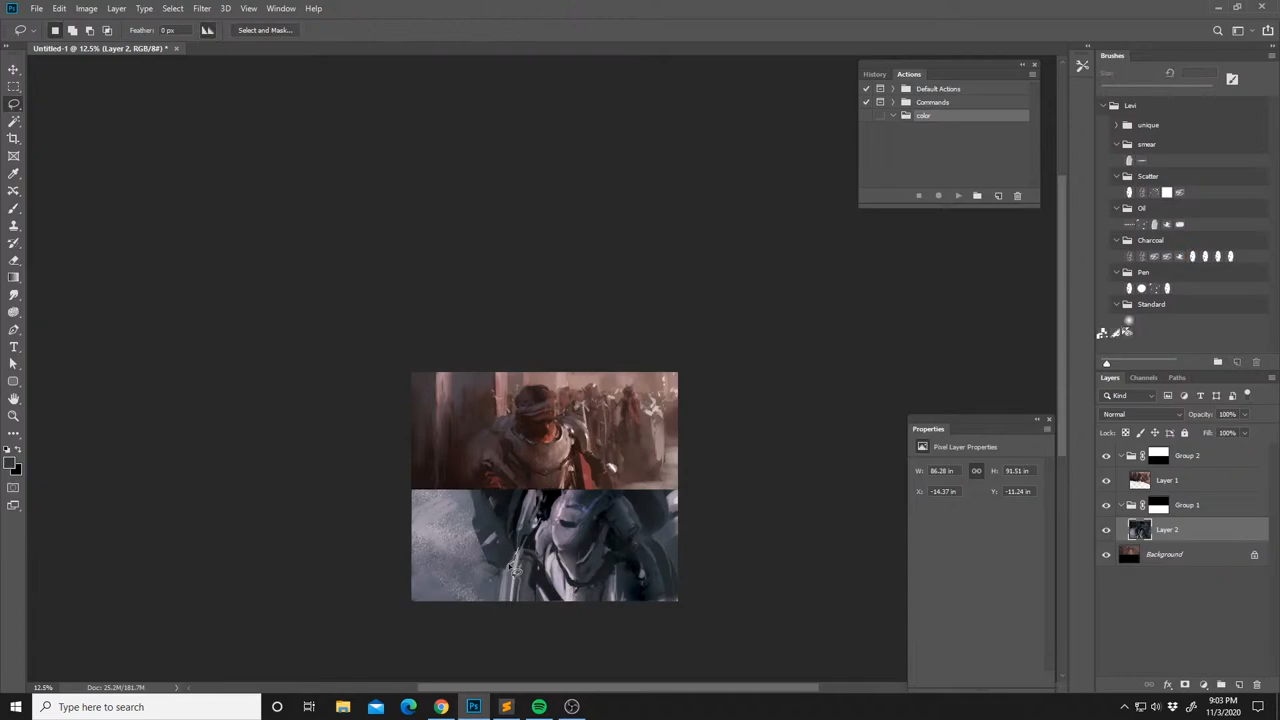 Ps File Edit Image Layer Type Select Filter 3D View Window Help
Feather: 0 px Select and Mask...
Untitled-1 @ 12.5% (Layer 2, RGB/8#) *
History Actions
Default Actions
Commands
color
Brushes
Size:
Levi
unique
smear
Scatter
Oil
Charcoal
Pen
Standard
Layers Channels Paths
Kind
Normal Opacity: 100%
Lock: Fill: 100%
Group 2
Layer 1
Group 1
Layer 2
Background
Properties
Pixel Layer Properties
W: 86.28 in H: 91.51 in
X: -14.37 in Y: -11.24 in
12.5% Doc: 25.2M/181.7M
Type here to search
Ps
9:03 PM
11/3/2020